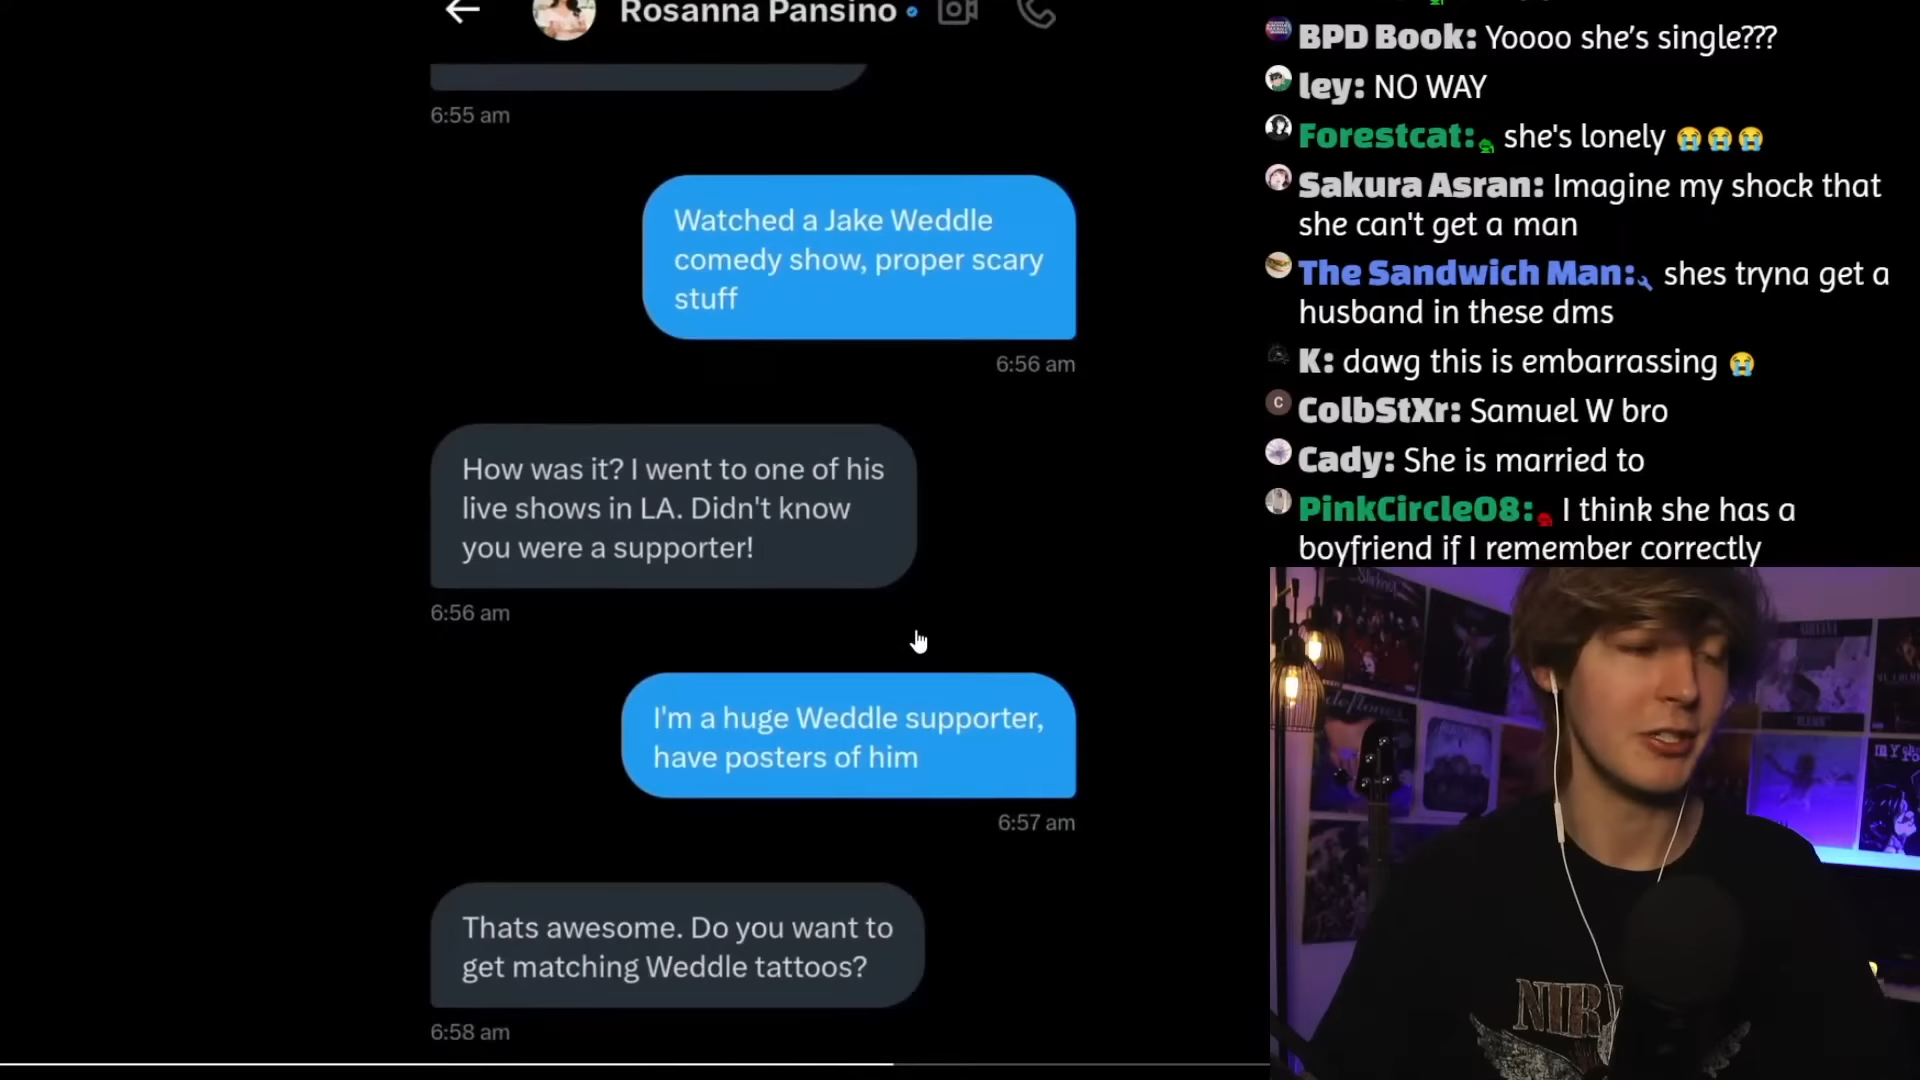 Rosanna Pansino
6:55 am
Watched a Jake Weddle
comedy show, proper scary
stuff
6:56 am
How was it? I went to one of his
live shows in LA. Didn't know
you were a supporter!
6:56 am
I'm a huge Weddle supporter,
have posters of him
6:57 am
Thats awesome. Do you want to
get matching Weddle tattoos?
6:58 am
BPD Book: Yoooo she’s single???
ley: NO WAY
Forestcat: she's lonely 😭😭😭
Sakura Asran: Imagine my shock that
she can't get a man
The Sandwich Man: shes tryna get a
husband in these dms
K: dawg this is embarrassing 😭
C ColbStXr: Samuel W bro
Cady: She is married to
PinkCircle08: I think she has a
boyfriend if I remember correctly
Slipknot
deftones
NIRVANA